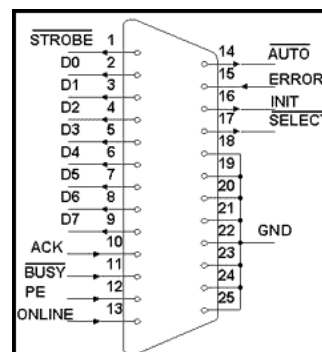 STROBE 1
D0 2
D1 3
D2 4
D3 5
D4 6
D5 7
D6 8
D7 9
ACK 10
BUSY 11
PE 12
ONLINE 13
14 AUTO
15 ERROR
16 INIT
17 SELECT
18
19
20
21
22 GND
23
24
25